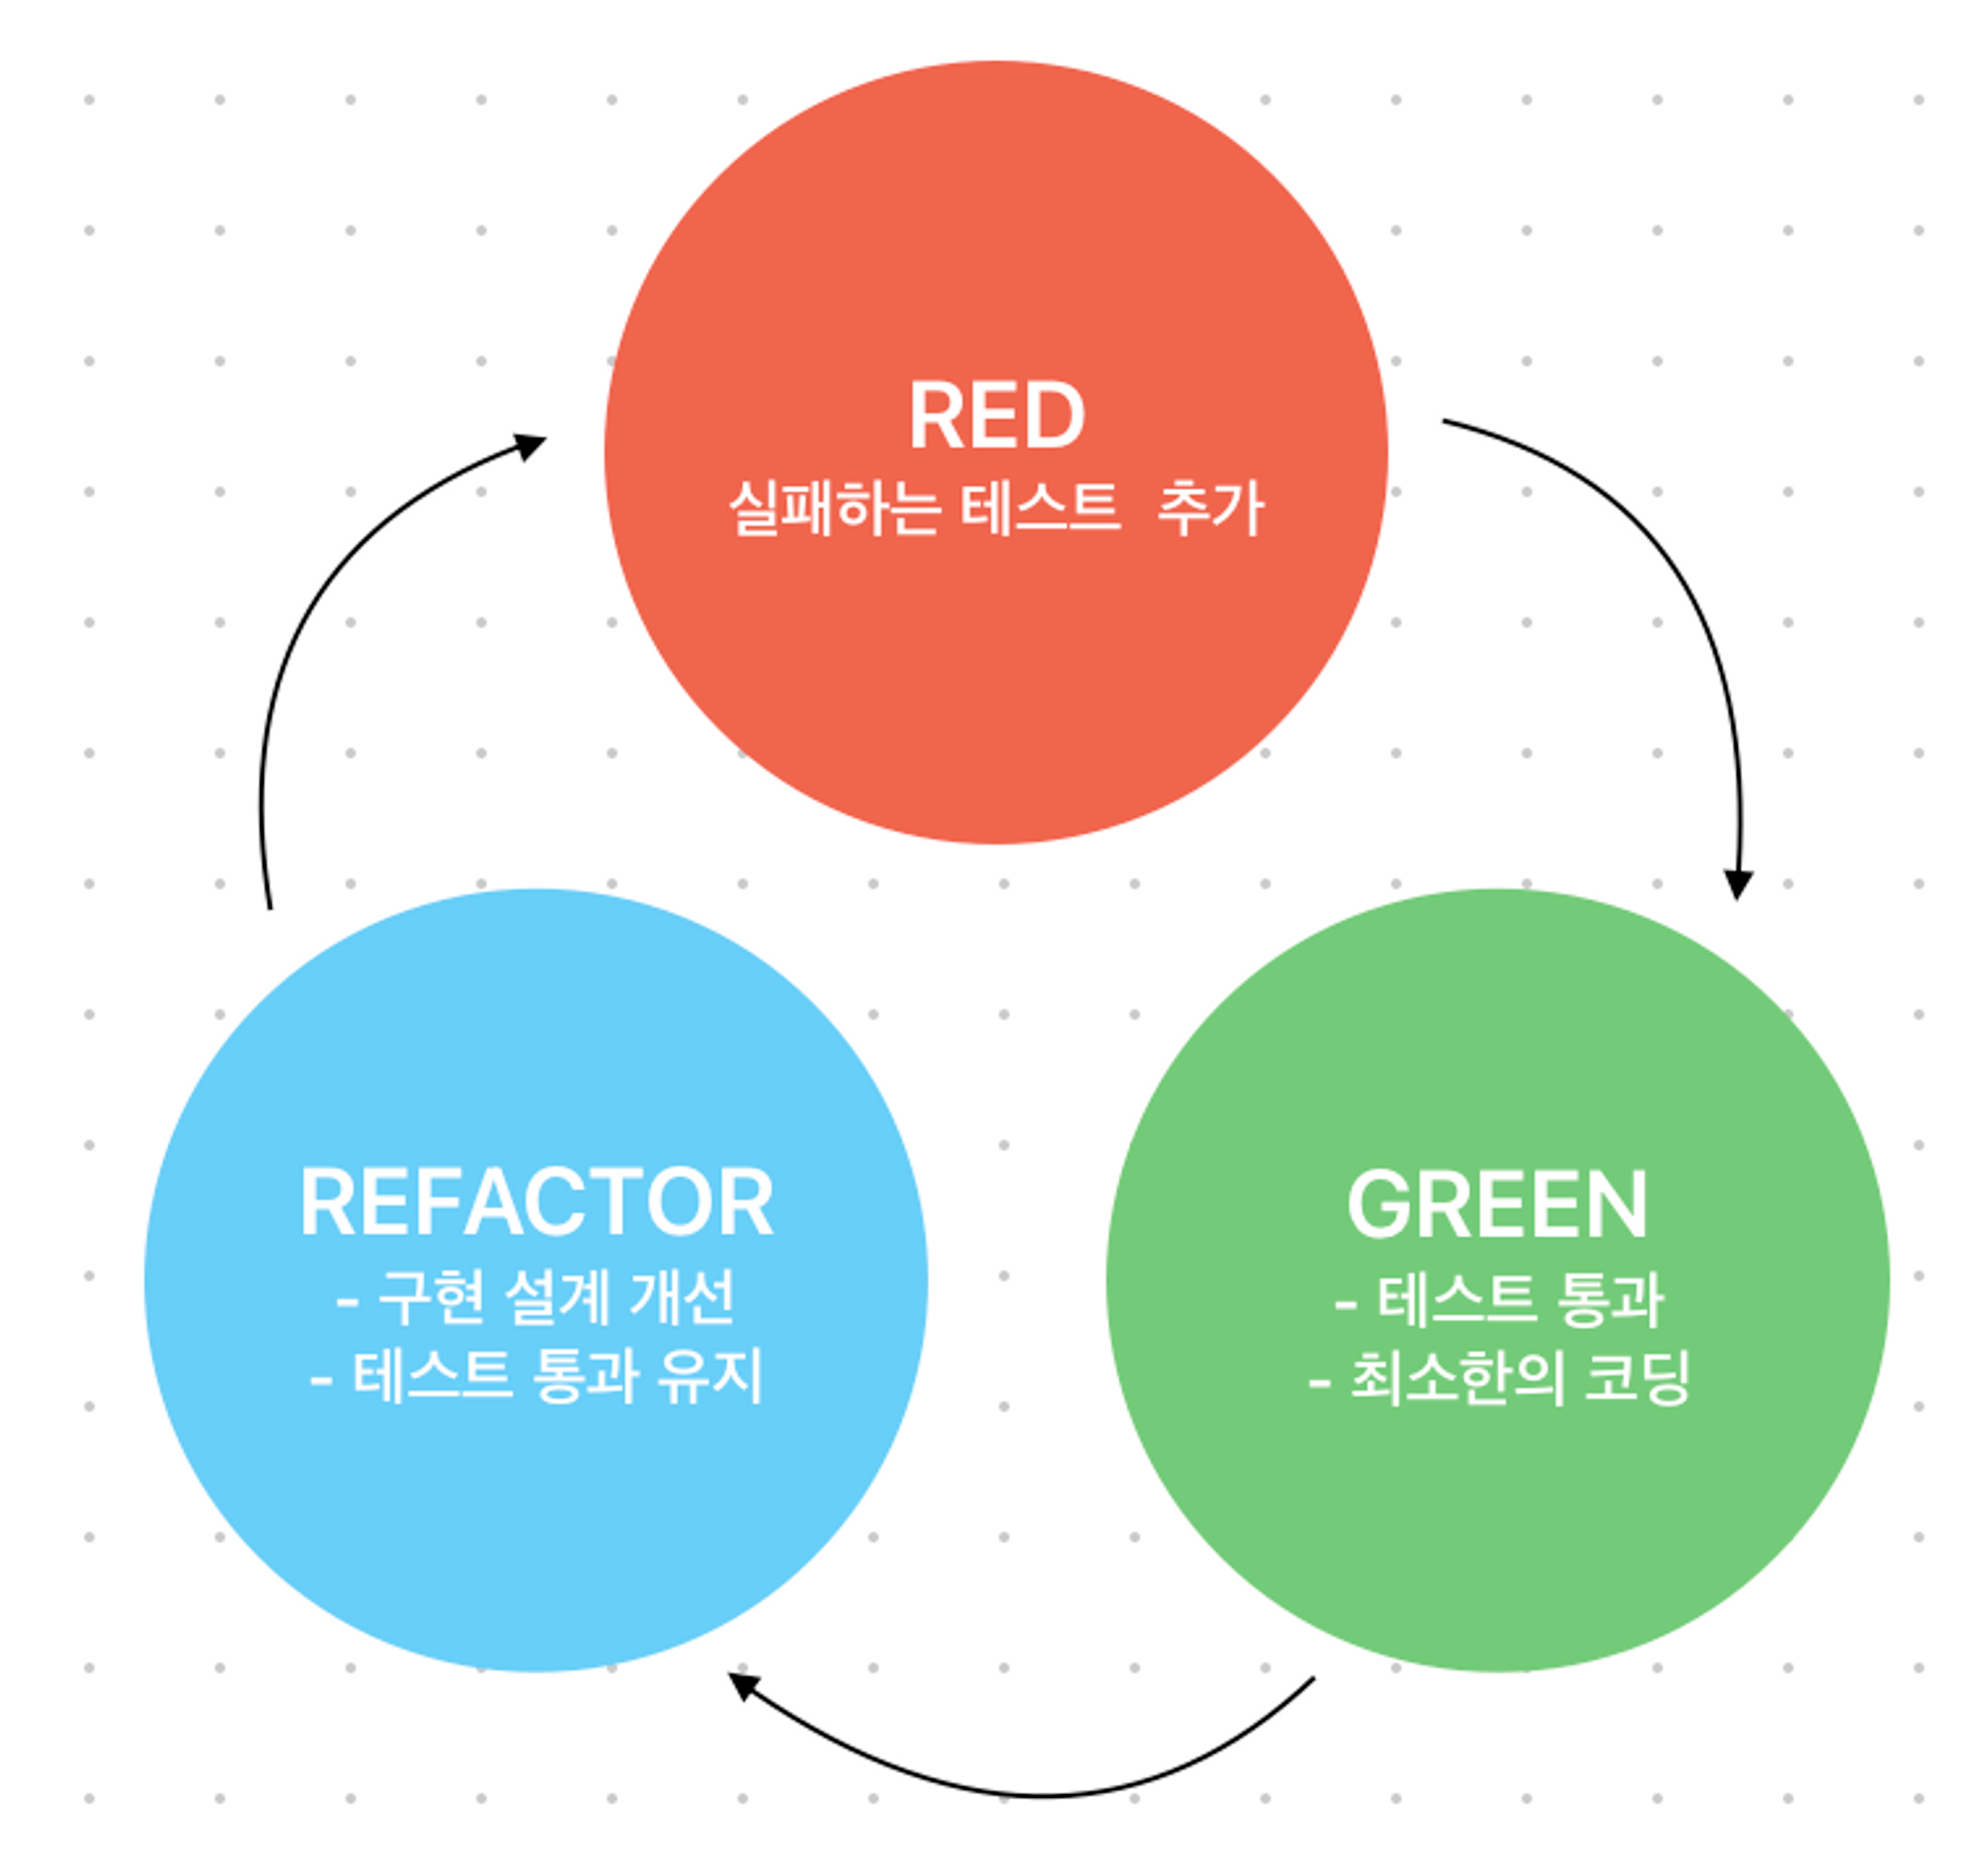 RED
실패하는 테스트 추가
REFACTOR
- 구현 설계 개선
- 테스트 통과 유지
GREEN
- 테스트 통과
- 최소한의 코딩